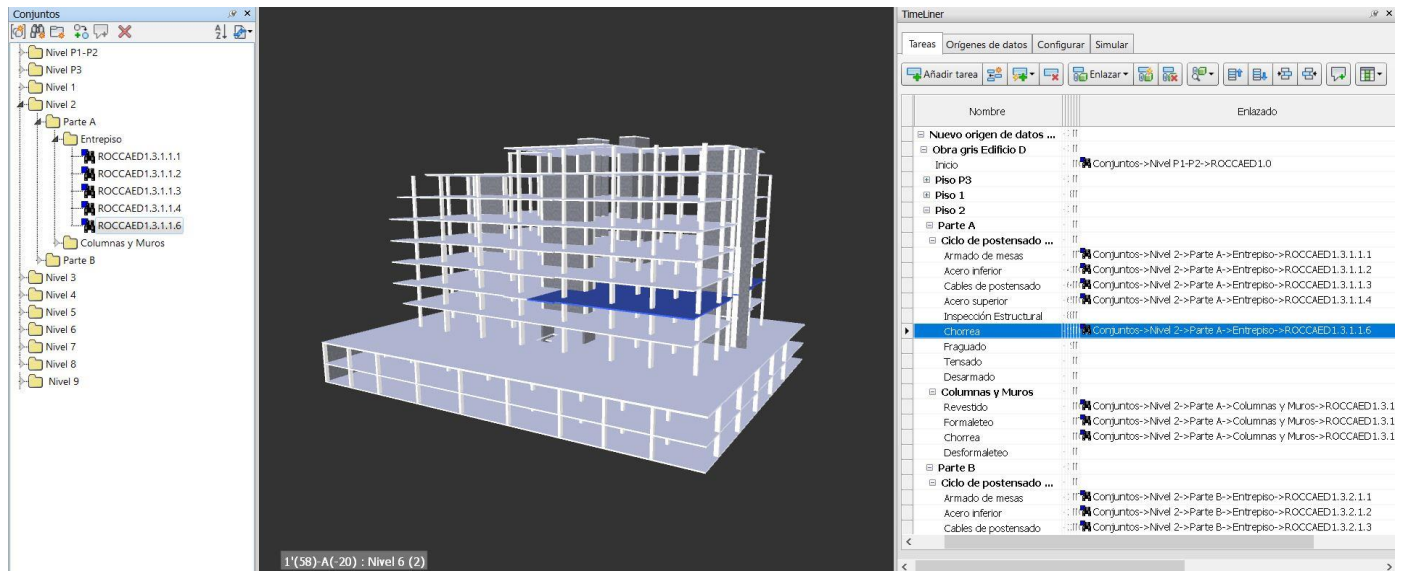 Conjuntos
Nivel P1-P2
Nivel P3
Nivel 1
Nivel 2
Parte A
Entrepiso
ROCCAED1.3.1.1.1
ROCCAED1.3.1.1.2
ROCCAED1.3.1.1.3
ROCCAED1.3.1.1.4
ROCCAED1.3.1.1.6
Columnas y Muros
Parte B
Nivel 3
Nivel 4
Nivel 5
Nivel 6
Nivel 7
Nivel 8
Nivel 9
1'(58)-A(-20) : Nivel 6 (2)
TimeLiner
Tareas Orígenes de datos Configurar Simular
Añadir tarea Enlazar
Nombre Enlazado
Nuevo origen de datos ...
Obra gris Edificio D
Inicio Conjuntos->Nivel P1-P2->ROCCAED1.0
Piso P3
Piso 1
Piso 2
Parte A
Ciclo de postensado ...
Armado de mesas Conjuntos->Nivel 2->Parte A->Entrepiso->ROCCAED1.3.1.1.1
Acero inferior Conjuntos->Nivel 2->Parte A->Entrepiso->ROCCAED1.3.1.1.2
Cables de postensado Conjuntos->Nivel 2->Parte A->Entrepiso->ROCCAED1.3.1.1.3
Acero superior Conjuntos->Nivel 2->Parte A->Entrepiso->ROCCAED1.3.1.1.4
Inspección Estructural
Chorrea Conjuntos->Nivel 2->Parte A->Entrepiso->ROCCAED1.3.1.1.6
Fraguado
Tensado
Desarmado
Columnas y Muros
Revestido Conjuntos->Nivel 2->Parte A->Columnas y Muros->ROCCAED1.3.1
Formaleteo Conjuntos->Nivel 2->Parte A->Columnas y Muros->ROCCAED1.3.1
Chorrea Conjuntos->Nivel 2->Parte A->Columnas y Muros->ROCCAED1.3.1
Desformaleteo
Parte B
Ciclo de postensado ...
Armado de mesas Conjuntos->Nivel 2->Parte B->Entrepiso->ROCCAED1.3.2.1.1
Acero inferior Conjuntos->Nivel 2->Parte B->Entrepiso->ROCCAED1.3.2.1.2
Cables de postensado Conjuntos->Nivel 2->Parte B->Entrepiso->ROCCAED1.3.2.1.3